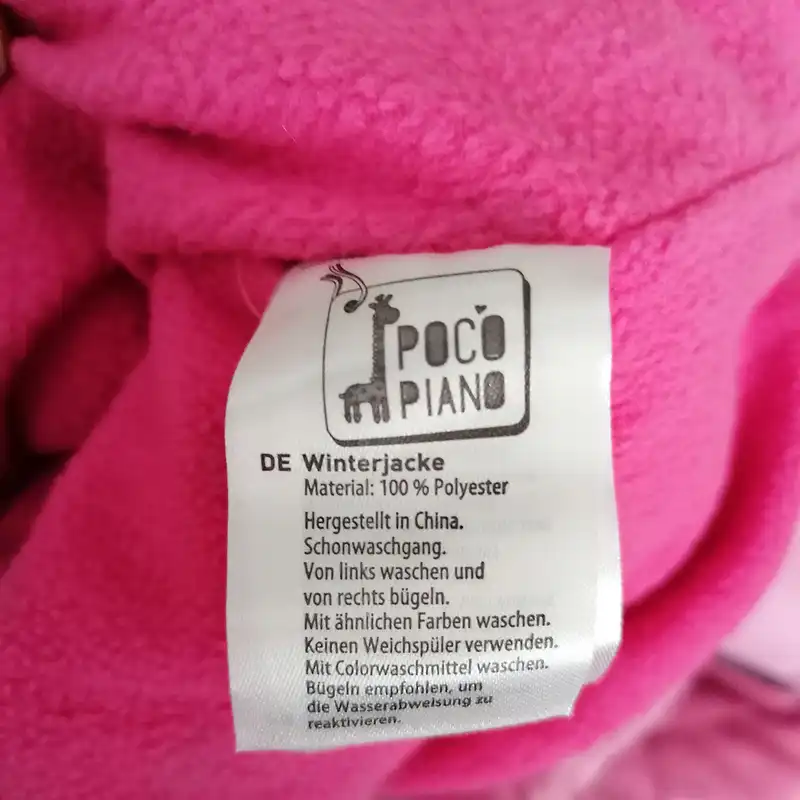 POCO
PIANO
DE Winterjacke
Material: 100 % Polyester
Hergestellt in China.
Schonwaschgang.
Von links waschen und
von rechts bügeln.
Mit ähnlichen Farben waschen.
Keinen Weichspüler verwenden.
Mit Colorwaschmittel waschen.
Bügeln empfohlen, um
die Wasserabweisung zu
reaktivieren.